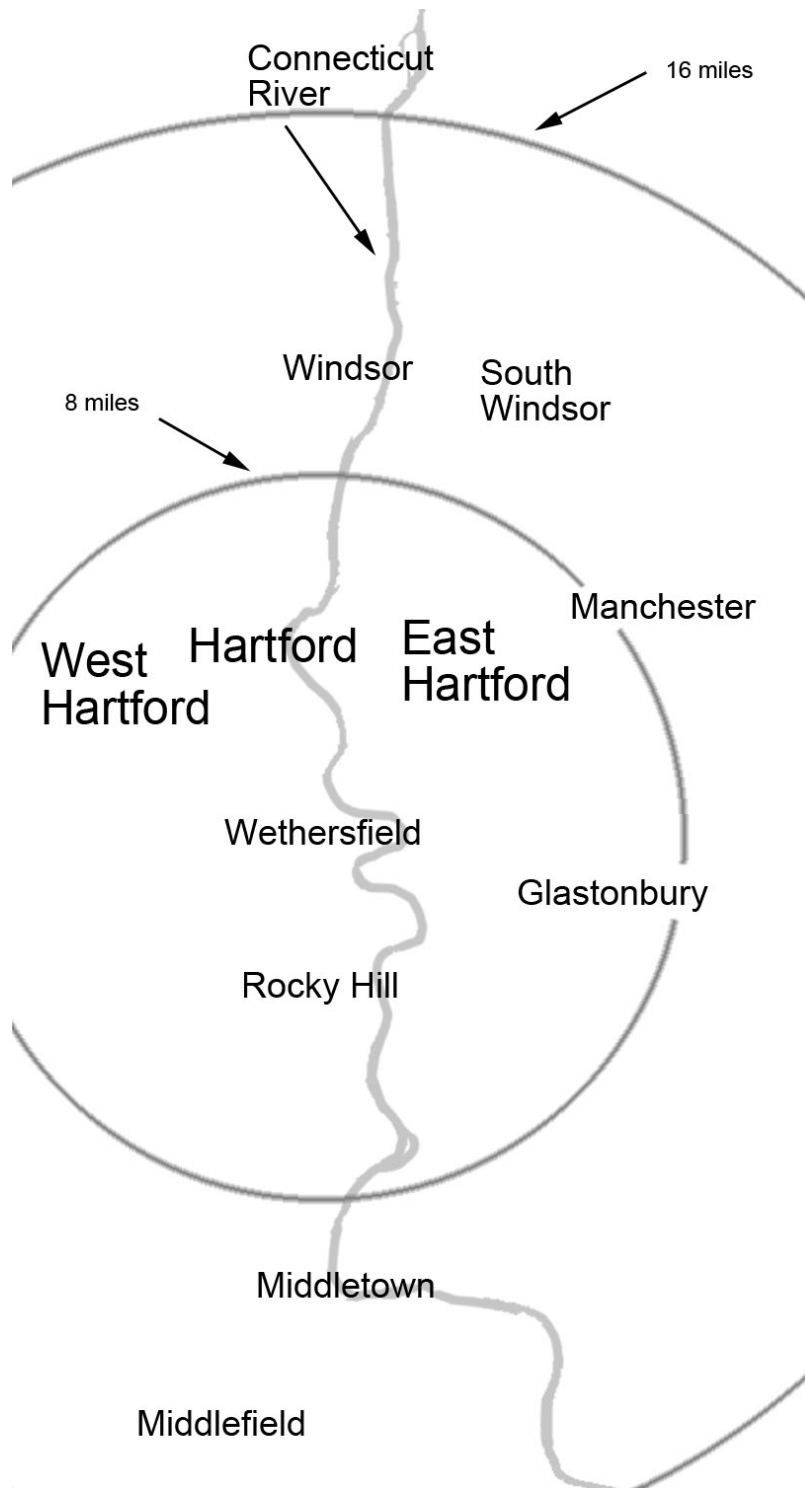 Connecticut
River
16 miles
Windsor
South
Windsor
8 miles
Manchester
West
Hartford
Hartford
East
Hartford
Wethersfield
Glastonbury
Rocky Hill
Middletown
Middlefield